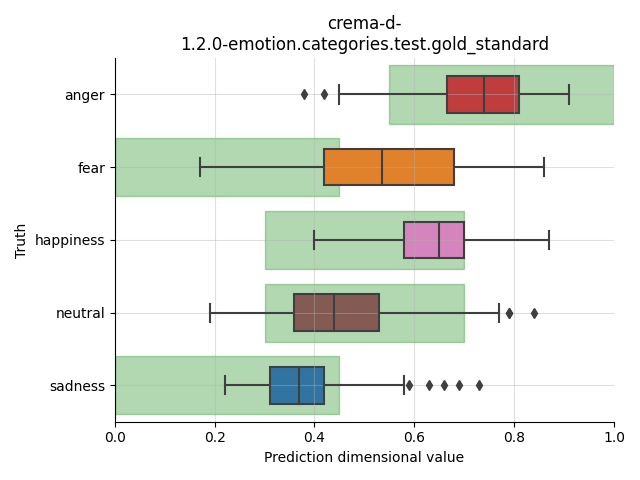 crema-d-
1.2.0-emotion.categories.test.gold_standard
anger
fear
happiness
neutral
sadness
Truth
0.0 0.2 0.4 0.6 0.8 1.0
Prediction dimensional value